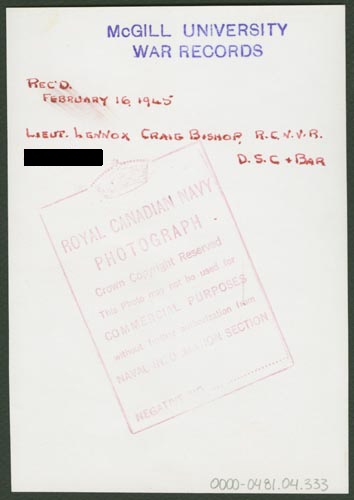 McGILL UNIVERSITY
WAR RECORDS
REC'D.
FEBRUARY 16, 1945
LIEUT. LENNOX CRAIG BISHOP, R.C.N.V.R.
D.S.C + BAR
ROYAL CANADIAN NAVY
PHOTOGRAPH
Crown Copyright Reserved
This Photo may not be used for
COMMERCIAL PURPOSES
without further authorization from
NAVAL SECTION
NEGATIVE NO.
0000-0481.04.333